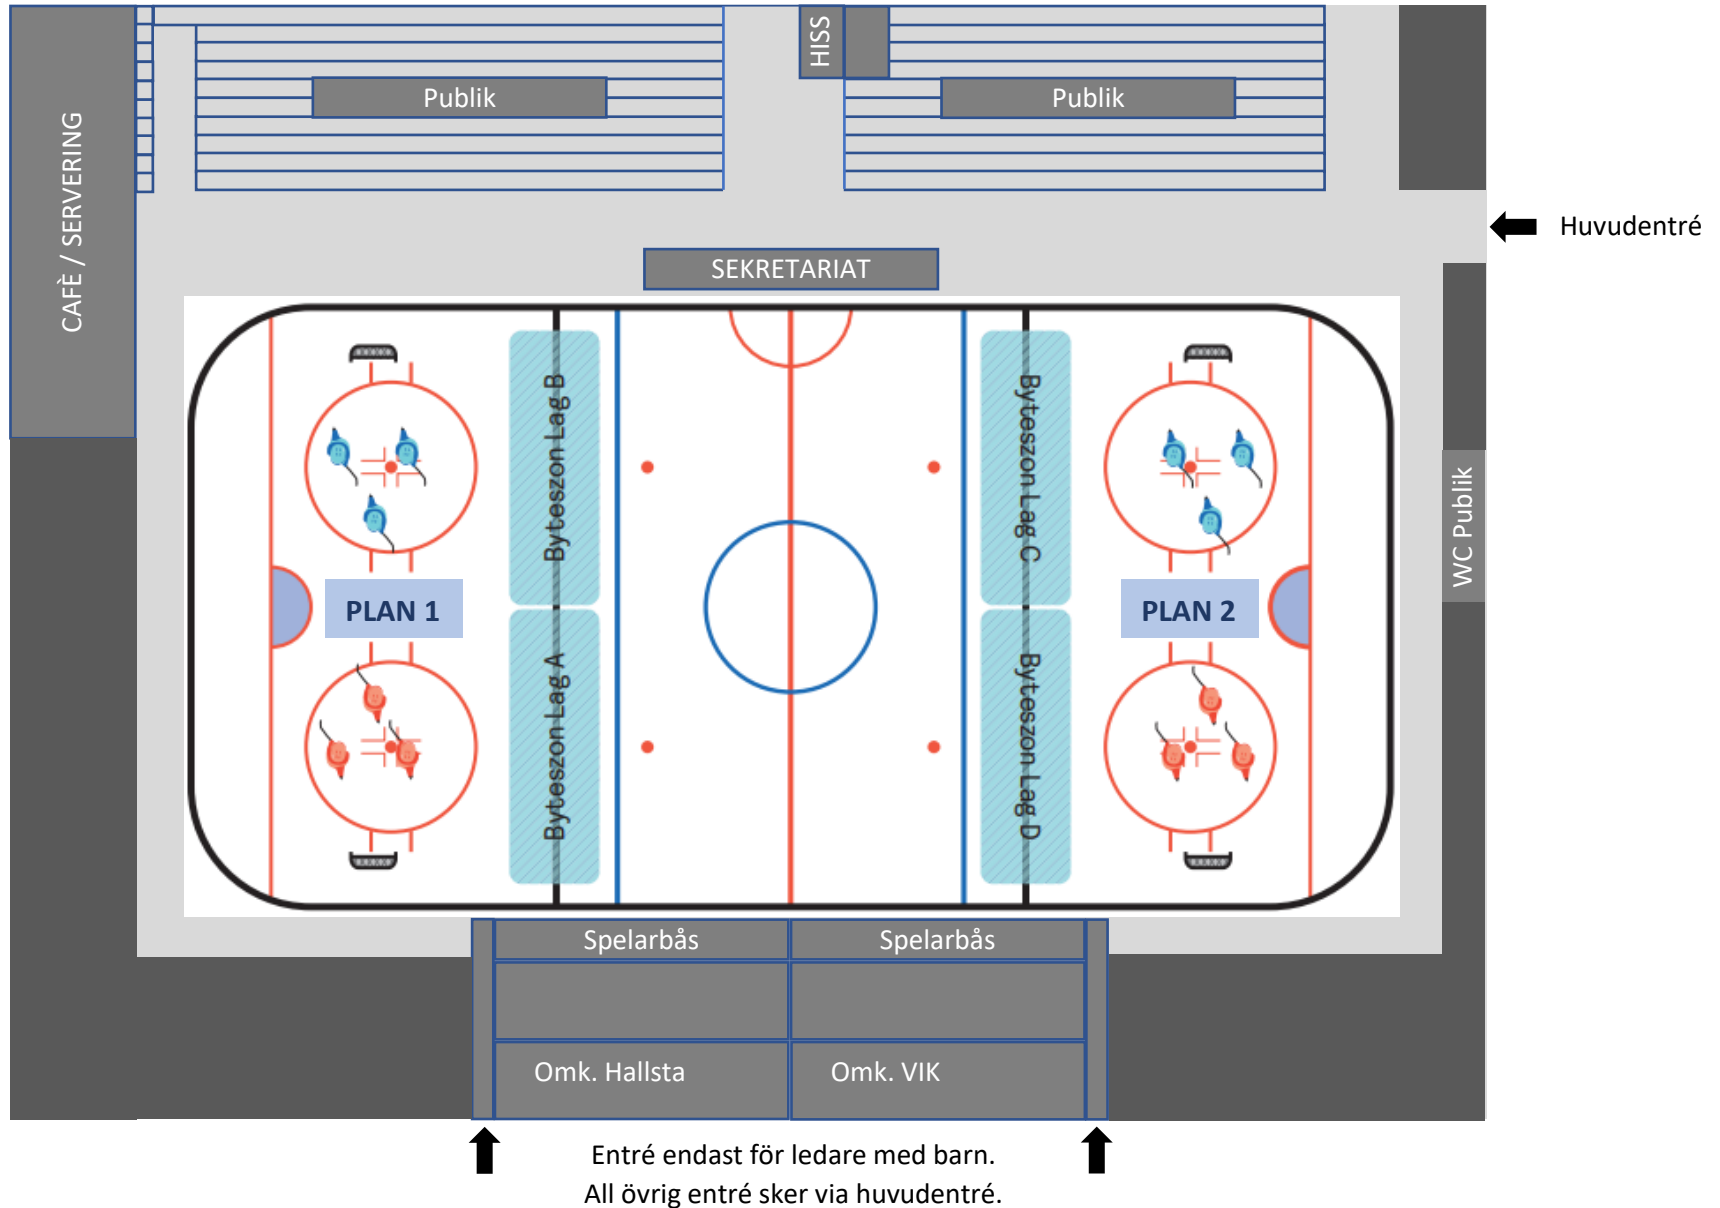 HISS
Publik
Publik
CAFÈ / SERVERING
Huvudentré
SEKRETARIAT
Byteszon Lag B
Byteszon Lag C
WC Publik
PLAN 1
PLAN 2
Byteszon Lag A
Byteszon Lag D
Spelarbås
Spelarbås
Omk. Hallsta
Omk. VIK
Entré endast för ledare med barn.
All övrig entré sker via huvudentré.